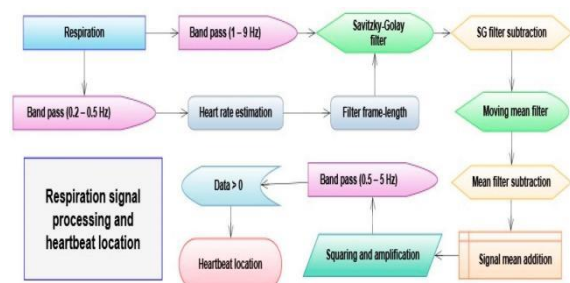 Respiration
Band pass (1 – 9 Hz)
Savitzky-Golay
filter
SG filter subtraction
Band pass (0.2 – 0.5 Hz)
Heart rate estimation
Filter frame-length
Moving mean filter
Respiration signal
processing and
heartbeat location
Data > 0
Band pass (0.5 – 5 Hz)
Mean filter subtraction
Heartbeat location
Squaring and amplification
Signal mean addition